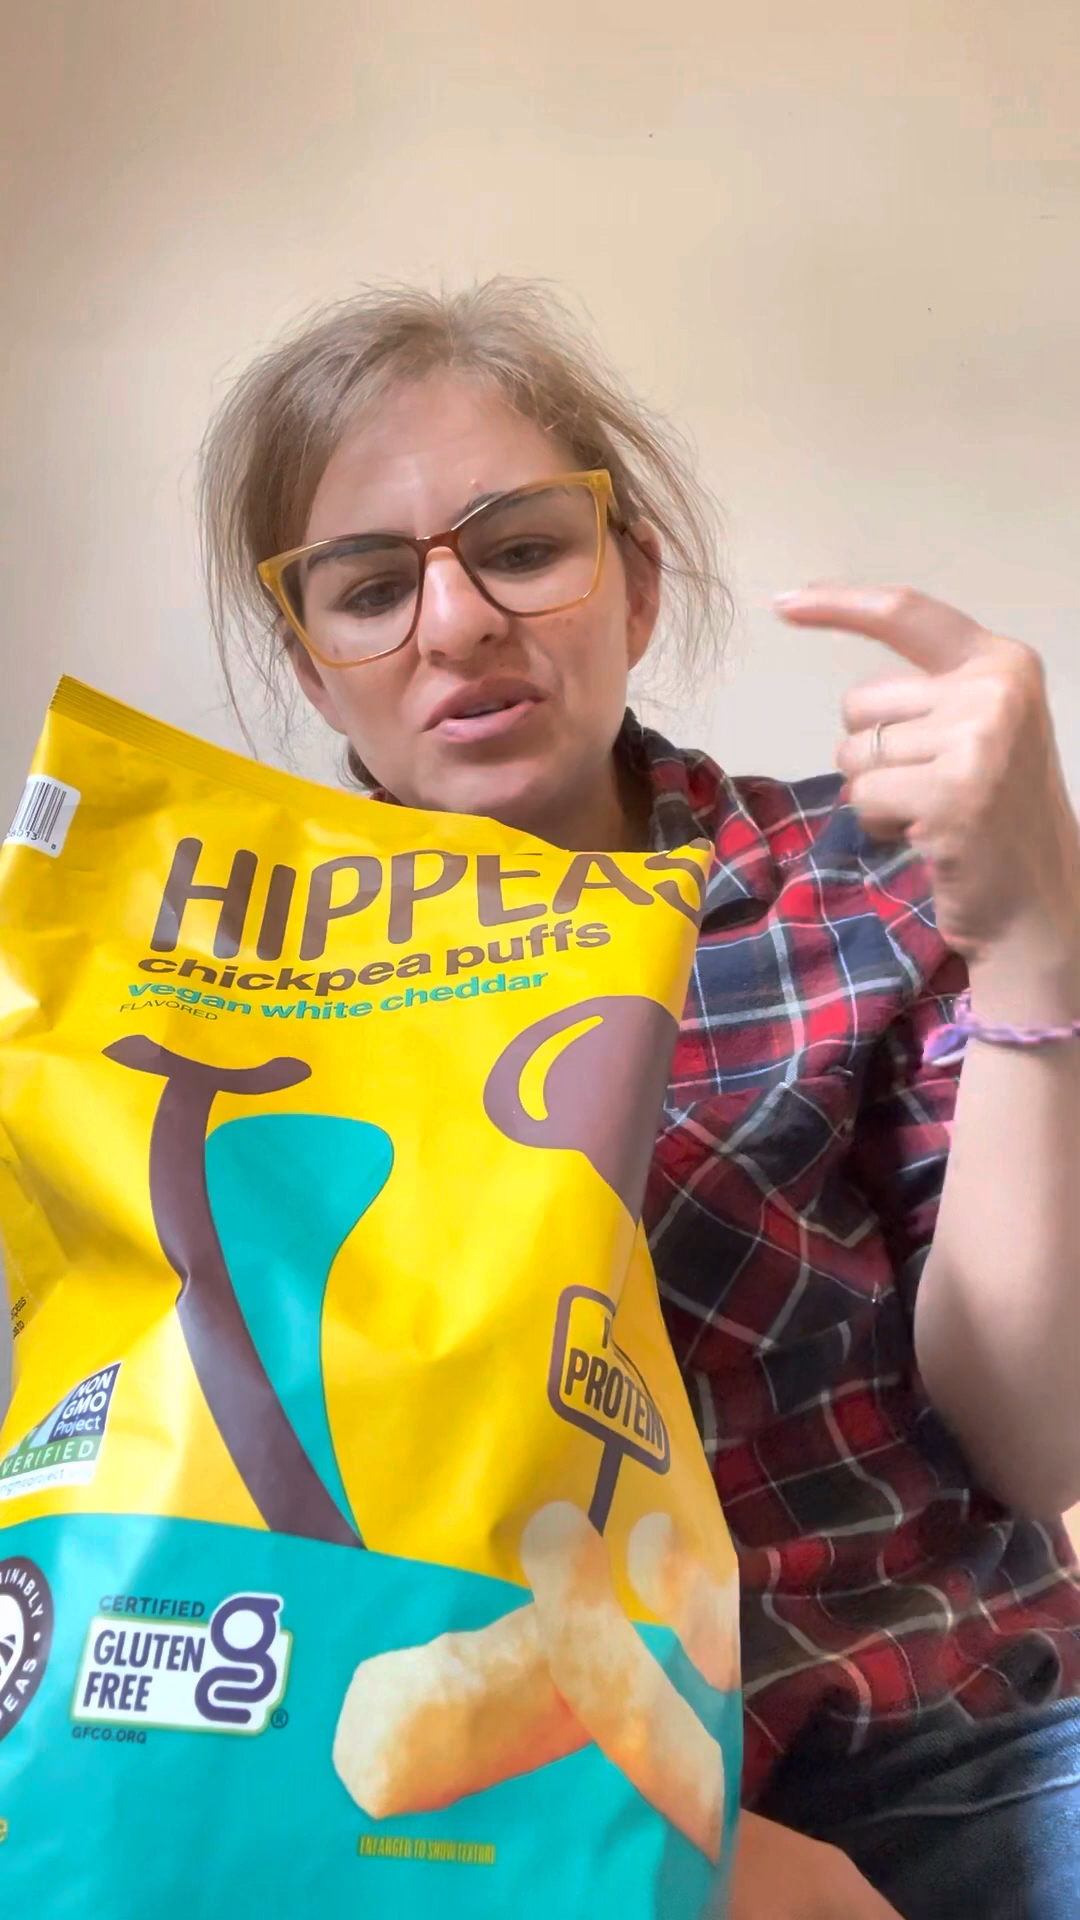 HIPPEAS
chickpea puffs
vegan white cheddar
FLAVORED
PROTEIN
NON
GMO
Project
VERIFIED
CERTIFIED
GLUTEN
FREE
GFCO.ORG
ENLARGED TO SHOW TEXTURE